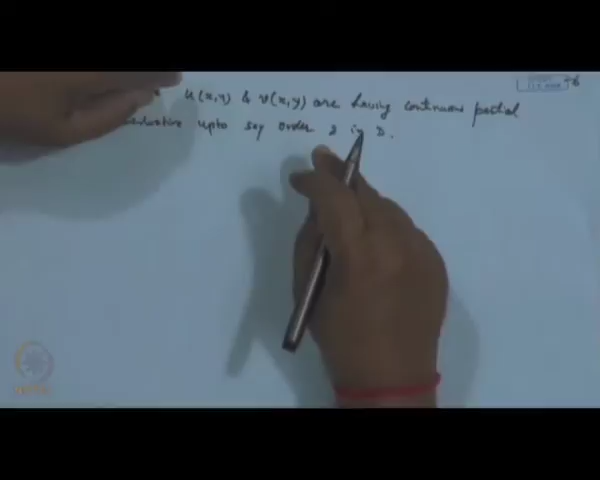 u(x,y) & v(x,y) are having continuous partial
upto say order 2 in D.